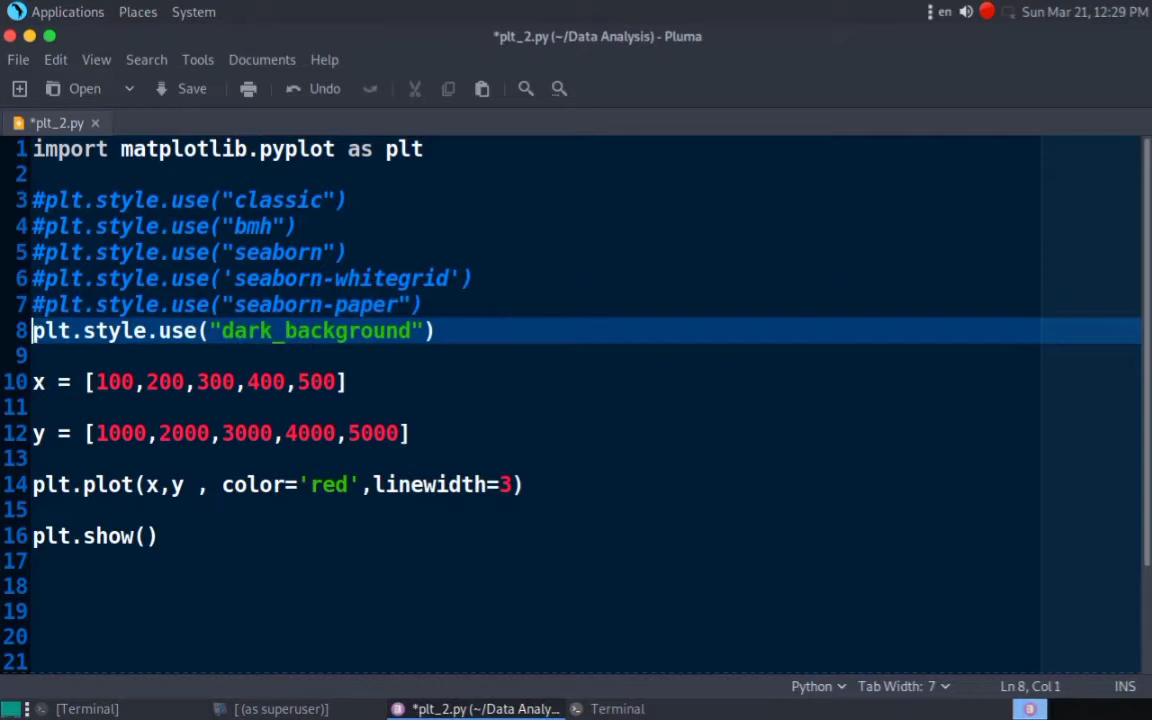 Applications Places System en Sun Mar 21, 12:29 PM
*plt_2.py (~/Data Analysis) - Pluma
File Edit View Search Tools Documents Help
Open Save Undo
*plt_2.py ×
1 import matplotlib.pyplot as plt
2
3 #plt.style.use("classic")
4 #plt.style.use("bmh")
5 #plt.style.use("seaborn")
6 #plt.style.use('seaborn-whitegrid')
7 #plt.style.use("seaborn-paper")
8 plt.style.use("dark_background")
9
10 x = [100,200,300,400,500]
11
12 y = [1000,2000,3000,4000,5000]
13
14 plt.plot(x,y , color='red',linewidth=3)
15
16 plt.show()
17
18
19
20
21
Python Tab Width: 7 Ln 8, Col 1 INS
[Terminal] [ (as superuser)] *plt_2.py (~/Data Analy... Terminal